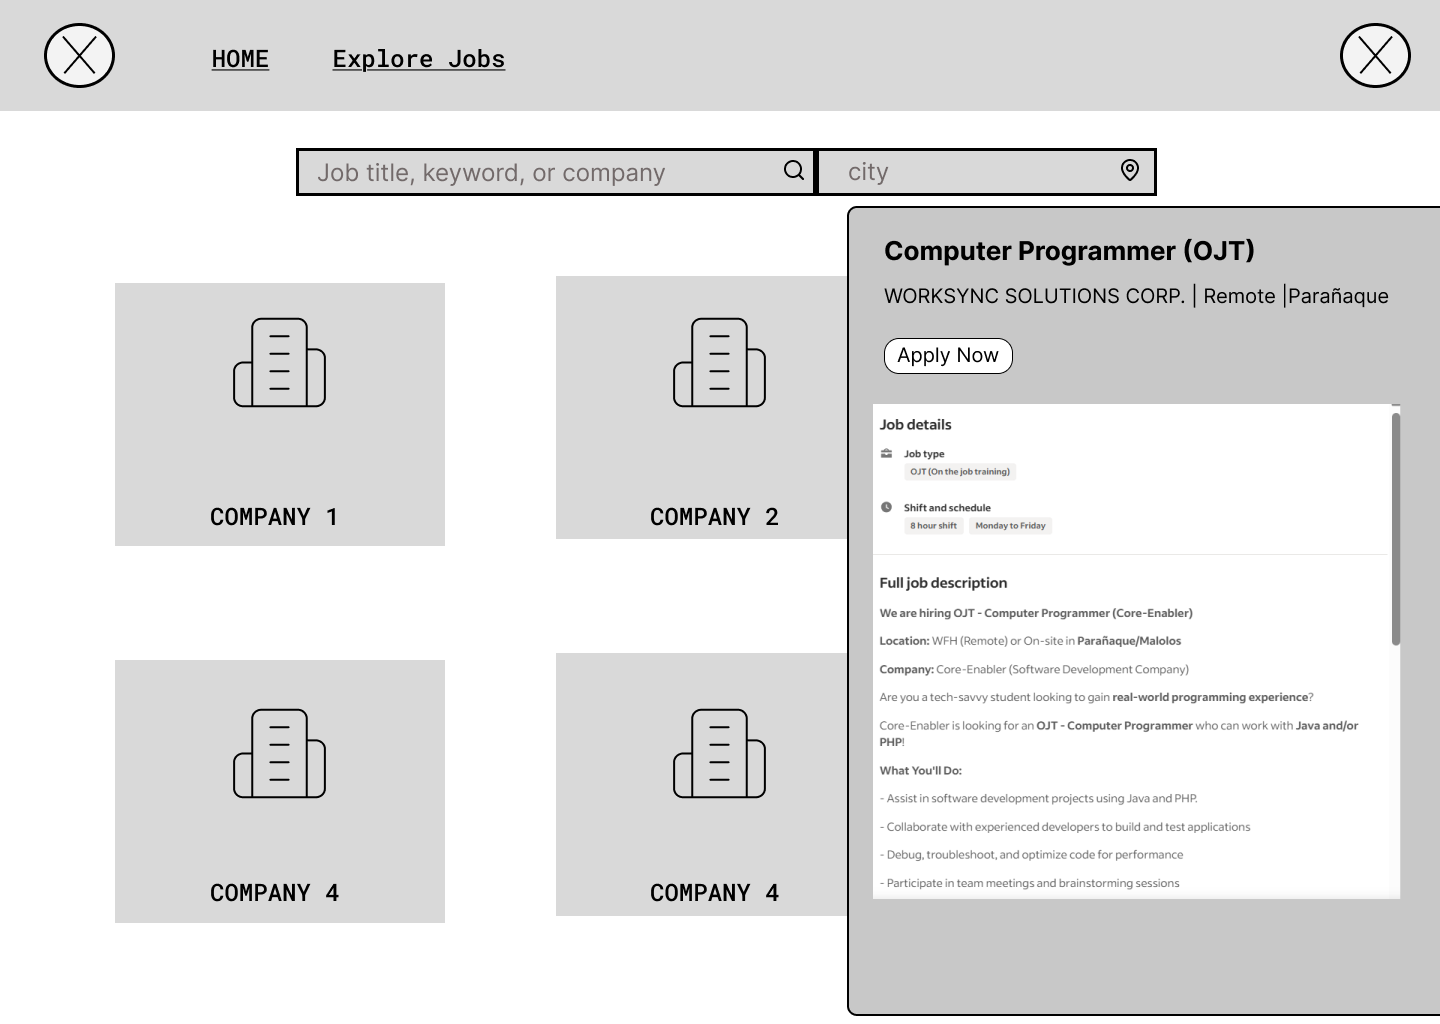 HOME
Explore Jobs
Job title, keyword, or company
city
COMPANY 1
COMPANY 2
COMPANY 4
COMPANY 4
Computer Programmer (OJT)
WORKSYNC SOLUTIONS CORP. | Remote |Parañaque
Apply Now
Job details
Job type
OJT (On the job training)
Shift and schedule
8 hour shift
Monday to Friday
Full job description
We are hiring OJT - Computer Programmer (Core-Enabler)
Location: WFH (Remote) or On-site in Parañaque/Malolos
Company: Core-Enabler (Software Development Company)
Are you a tech-savvy student looking to gain real-world programming experience?
Core-Enabler is looking for an OJT - Computer Programmer who can work with Java and/or
PHP!
What You'll Do:
- Assist in software development projects using Java and PHP.
- Collaborate with experienced developers to build and test applications
- Debug, troubleshoot, and optimize code for performance
- Participate in team meetings and brainstorming sessions